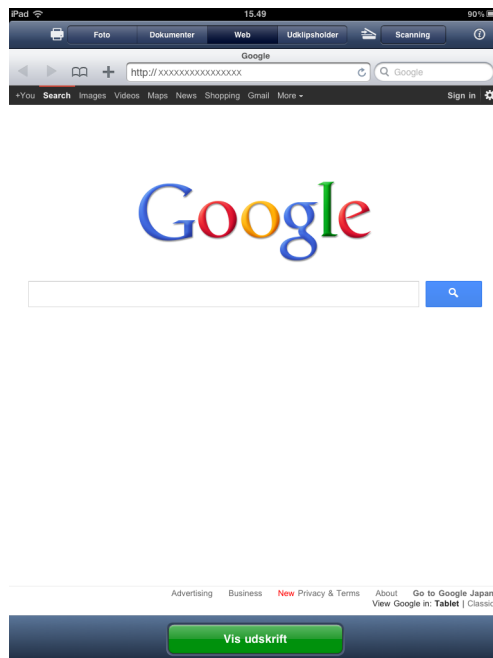 iPad 15.49 90%
Foto Dokumenter Web Udklipsholder Scanning
Google
http://xxxxxxxxxxxxxxxx Google
+You Search Images Videos Maps News Shopping Gmail More Sign in
Google
Advertising Business New Privacy & Terms About Go to Google Japan
View Google in: Tablet | Classic
Vis udskrift